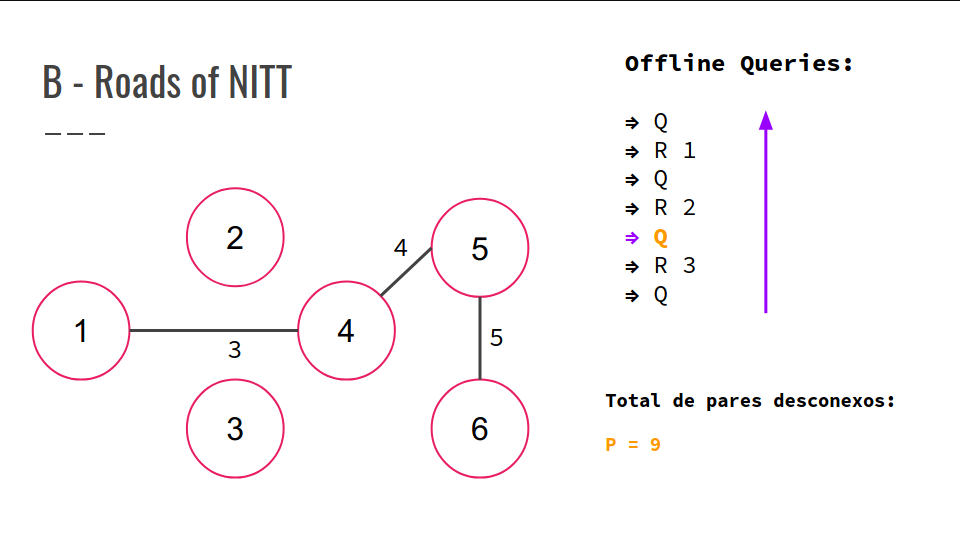 B - Roads of NITT
Offline Queries:
⇒ Q
⇒ R 1
⇒ Q
⇒ R 2
⇒ Q
⇒ R 3
⇒ Q
2
5
4
1
4
3
5
3
6
Total de pares desconexos:
P = 9